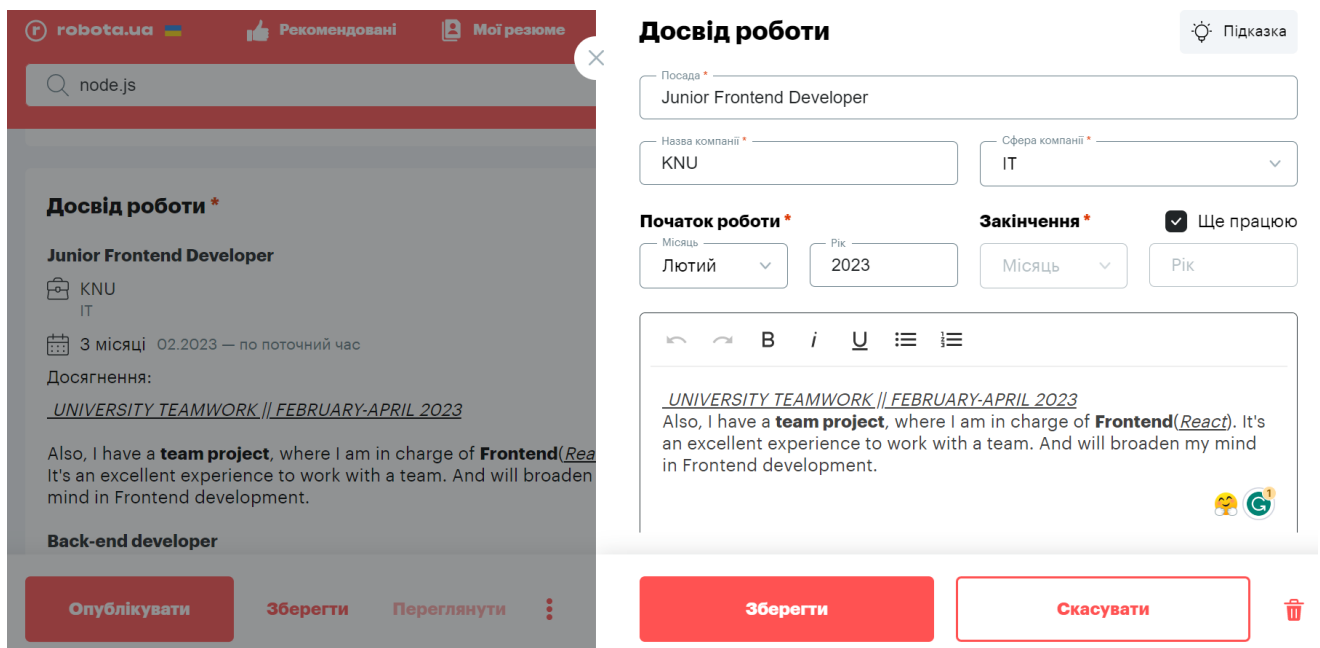 robota.ua
Рекомендовані
Мої резюме
node.js
Досвід роботи *
Junior Frontend Developer
KNU
IT
3 місяці 02.2023 — по поточний час
Досягнення:
UNIVERSITY TEAMWORK || FEBRUARY-APRIL 2023
Also, I have a team project, where I am in charge of Frontend(Rea
It's an excellent experience to work with a team. And will broaden
mind in Frontend development.
Back-end developer
Опублікувати
Зберегти
Переглянути
Досвід роботи
Підказка
Посада *
Junior Frontend Developer
Назва компанії *
KNU
Сфера компанії *
IT
Початок роботи *
Закінчення *
Ще працюю
Місяць
Лютий
Рік
2023
Місяць
Рік
B i U
UNIVERSITY TEAMWORK || FEBRUARY-APRIL 2023
Also, I have a team project, where I am in charge of Frontend(React). It's
an excellent experience to work with a team. And will broaden my mind
in Frontend development.
1
Зберегти
Скасувати